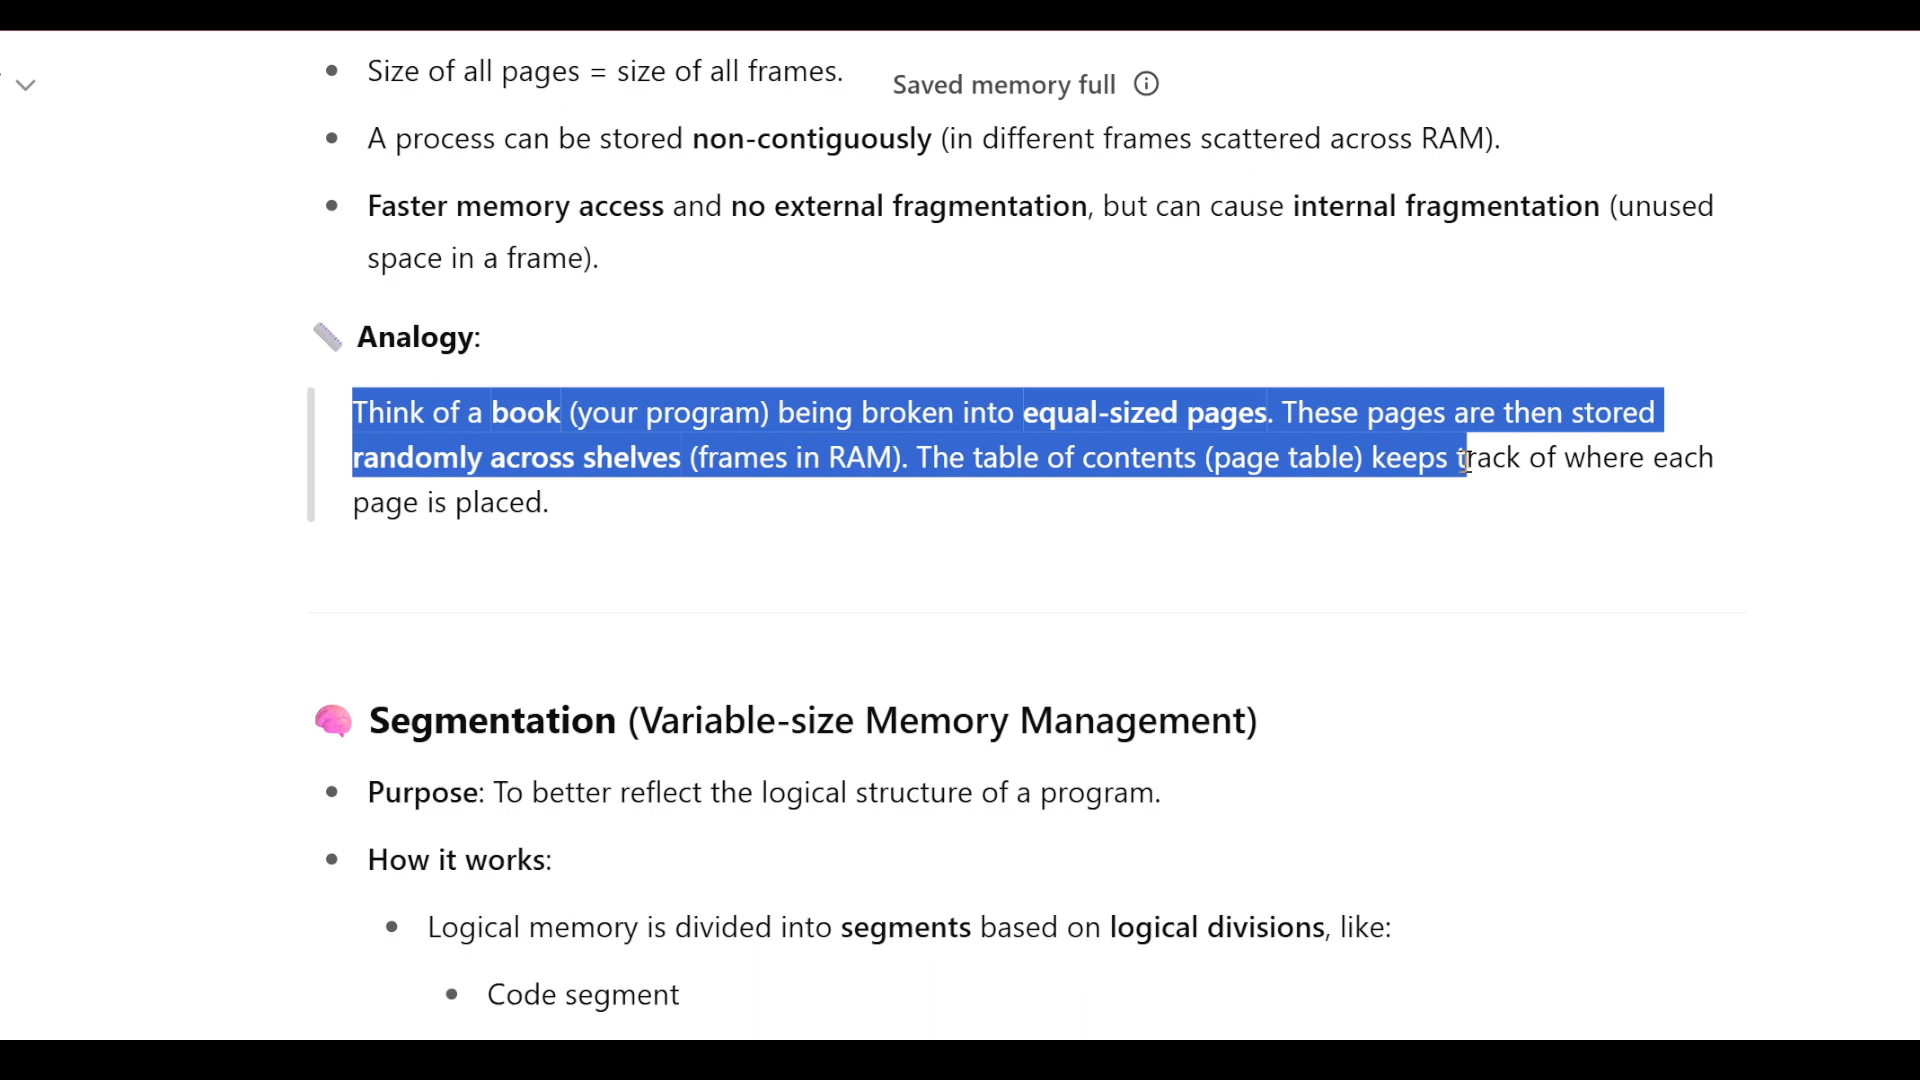 Size of all pages = size of all frames.
Saved memory full
A process can be stored non-contiguously (in different frames scattered across RAM).
Faster memory access and no external fragmentation, but can cause internal fragmentation (unused
space in a frame).
Analogy:
Think of a book (your program) being broken into equal-sized pages. These pages are then stored
randomly across shelves (frames in RAM). The table of contents (page table) keeps track of where each
page is placed.
Segmentation (Variable-size Memory Management)
Purpose: To better reflect the logical structure of a program.
How it works:
Logical memory is divided into segments based on logical divisions, like:
Code segment